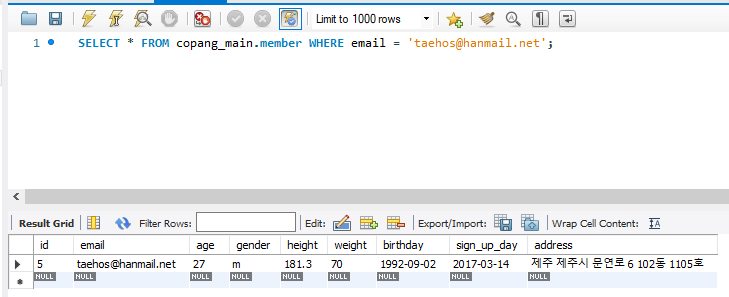 Limit to 1000 rows
1 SELECT * FROM copang_main.member WHERE email = 'taehos@hanmail.net';
Result Grid Filter Rows: Edit: Export/Import: Wrap Cell Content: IA
id email age gender height weight birthday sign_up_day address
5 taehos@hanmail.net 27 m 181.3 70 1992-09-02 2017-03-14 제주 제주시 문연로 6 102동 1105호
NULL NULL NULL NULL NULL NULL NULL NULL NULL